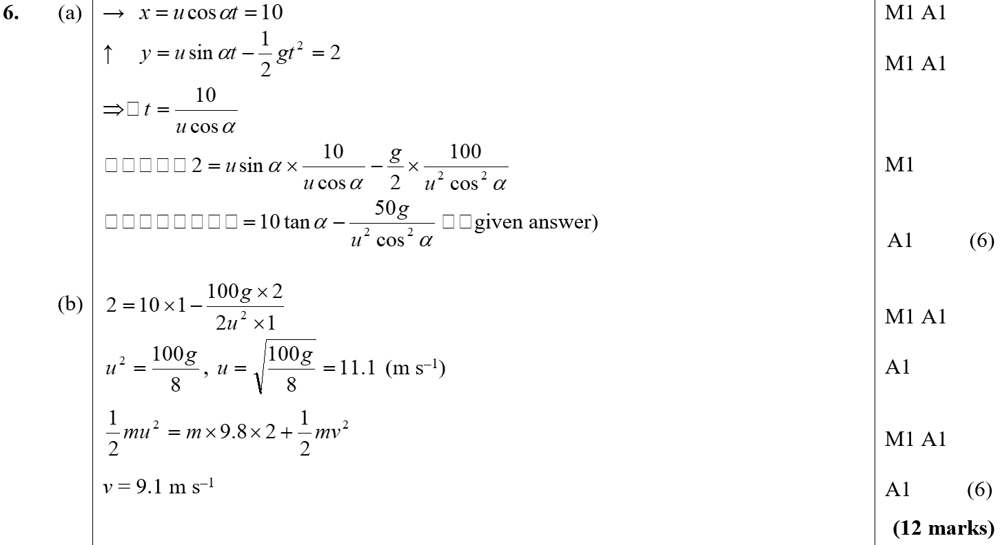 6. (a) → x = u cos αt = 10 M1 A1
↑ y = u sin αt − 1/2 gt² = 2 M1 A1
⇒□ t = 10/(u cos α)
□□□□□ 2 = u sin α × 10/(u cos α) − g/2 × 100/(u² cos² α) M1
□□□□□□□□ = 10 tan α − 50g/(u² cos² α) □□given answer)
A1 (6)
(b) 2 = 10 × 1 − (100g × 2)/(2u² × 1) M1 A1
u² = 100g/8, u = √(100g/8) = 11.1 (m s⁻¹) A1
1/2 mu² = m × 9.8 × 2 + 1/2 mv² M1 A1
v = 9.1 m s⁻¹ A1 (6)
(12 marks)